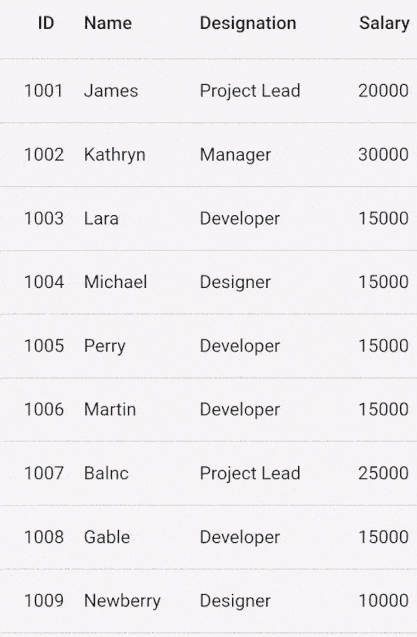 ID Name Designation Salary
1001 James Project Lead 20000
1002 Kathryn Manager 30000
1003 Lara Developer 15000
1004 Michael Designer 15000
1005 Perry Developer 15000
1006 Martin Developer 15000
1007 Balnc Project Lead 25000
1008 Gable Developer 15000
1009 Newberry Designer 10000